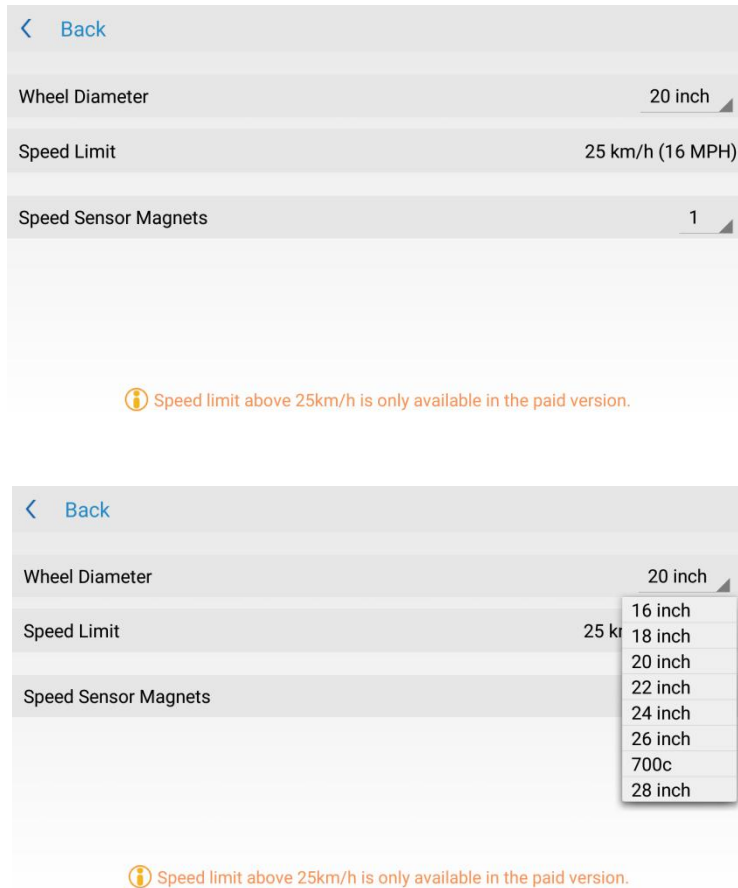 Back
Wheel Diameter 20 inch
Speed Limit 25 km/h (16 MPH)
Speed Sensor Magnets 1
Speed limit above 25km/h is only available in the paid version.
Back
Wheel Diameter 20 inch
16 inch
Speed Limit 25 k
18 inch
20 inch
Speed Sensor Magnets 22 inch
24 inch
26 inch
700c
28 inch
Speed limit above 25km/h is only available in the paid version.